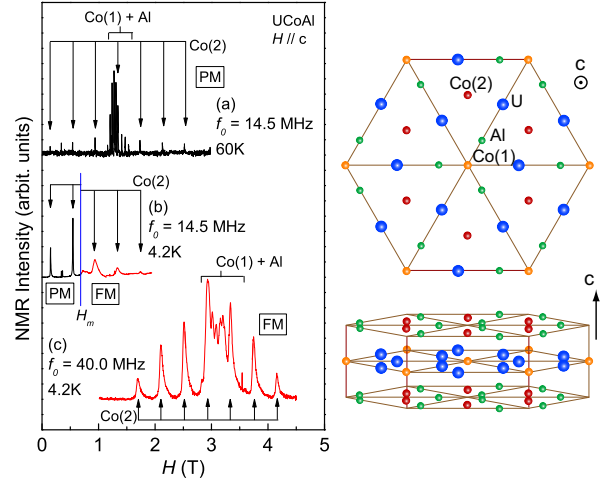 UCoAl
H // c
Co(1) + Al
Co(2)
PM
(a)
f0 = 14.5 MHz
60K
Co(2)
(b)
f0 = 14.5 MHz
4.2K
Co(1) + Al
PM
FM
Hm
FM
(c)
f0 = 40.0 MHz
4.2K
Co(2)
0 1 2 3 4 5
H (T)
NMR Intensity (arbit. units)
c
Co(2)
U
Al
Co(1)
c